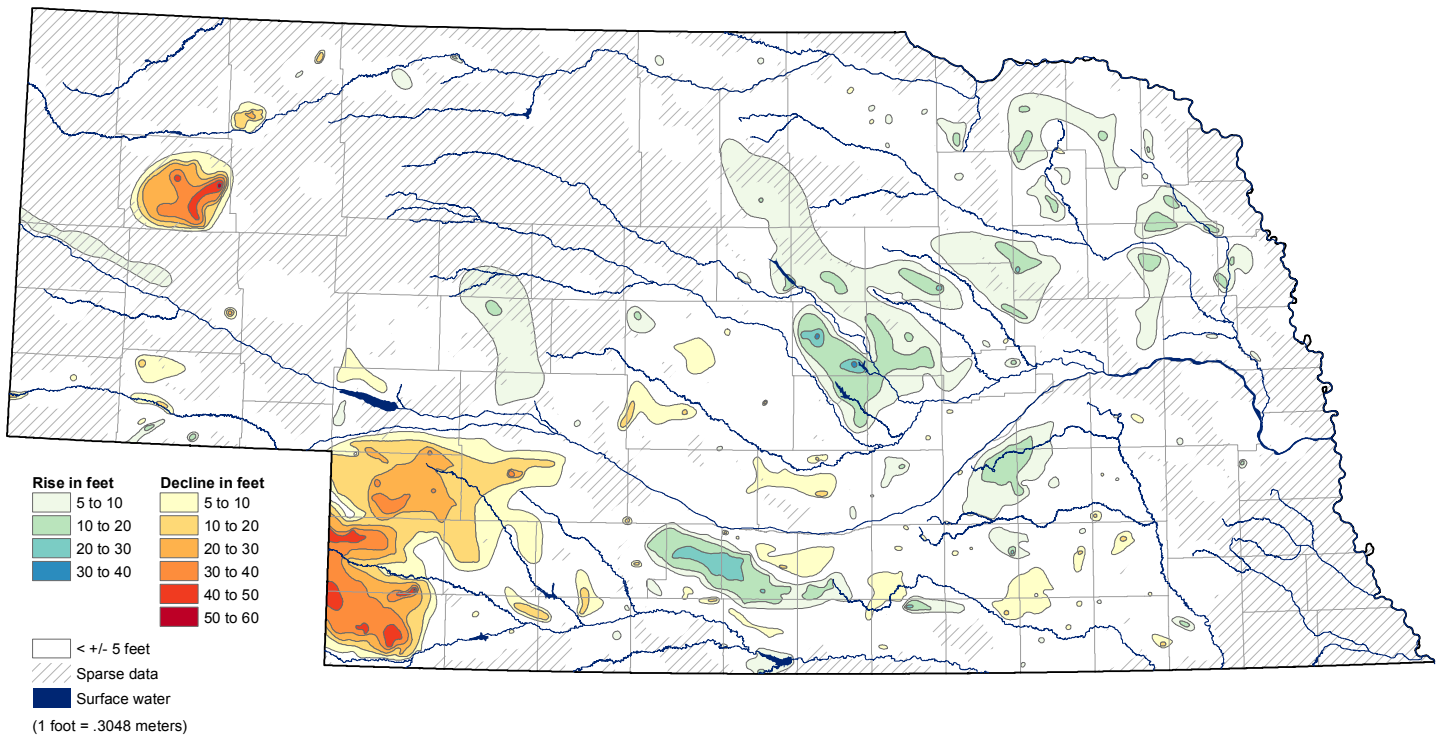 Rise in feet
5 to 10
10 to 20
20 to 30
30 to 40
Decline in feet
5 to 10
10 to 20
20 to 30
30 to 40
40 to 50
50 to 60
< +/- 5 feet
Sparse data
Surface water
(1 foot = .3048 meters)